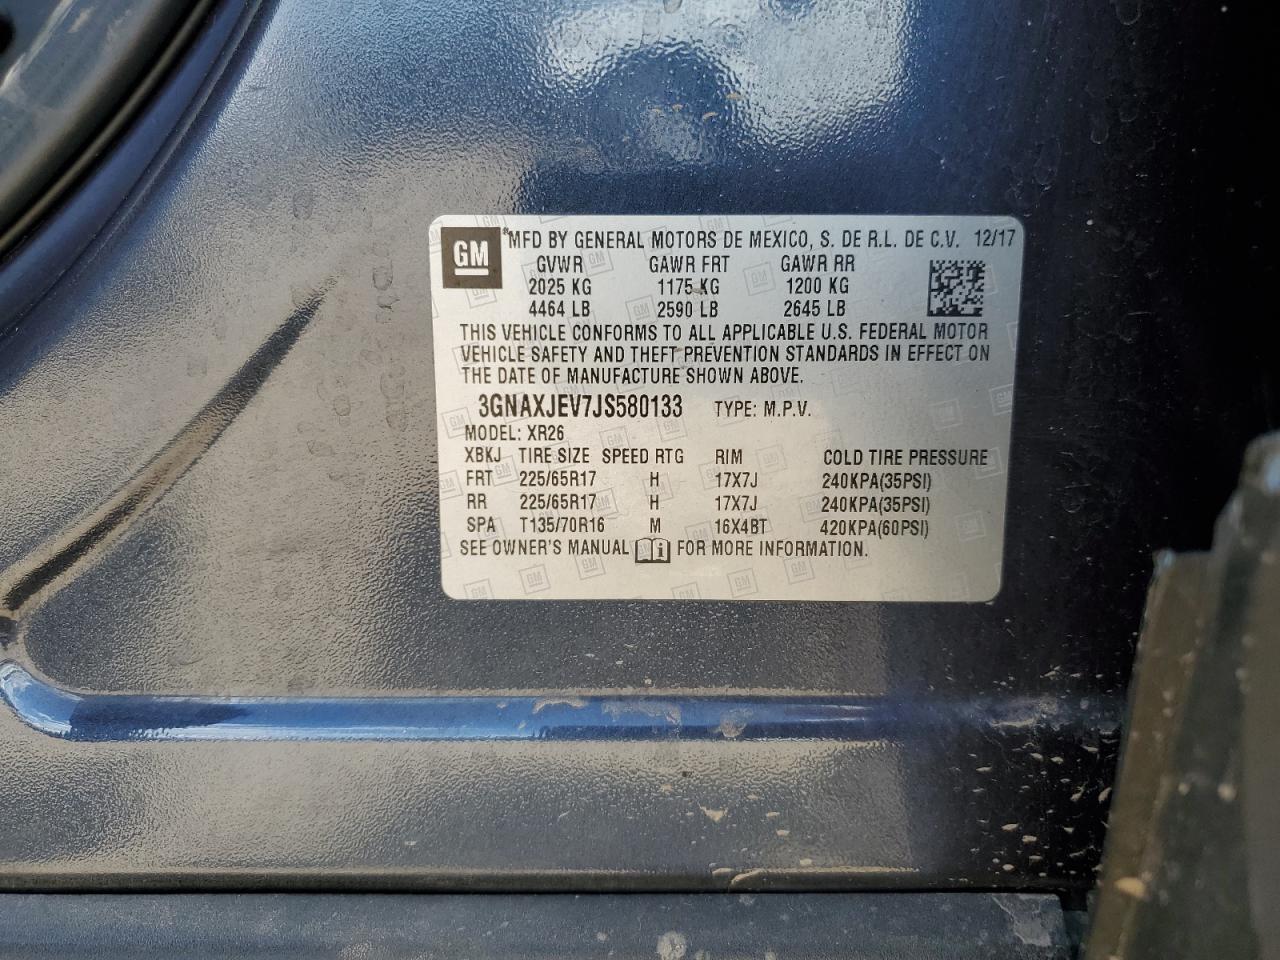 GM ®MFD BY GENERAL MOTORS DE MEXICO, S. DE R.L. DE C.V. 12/17
GVWR GAWR FRT GAWR RR
2025 KG 1175 KG 1200 KG
4464 LB 2590 LB 2645 LB
THIS VEHICLE CONFORMS TO ALL APPLICABLE U.S. FEDERAL MOTOR
VEHICLE SAFETY AND THEFT PREVENTION STANDARDS IN EFFECT ON
THE DATE OF MANUFACTURE SHOWN ABOVE.
3GNAXJEV7JS580133 TYPE: M.P.V.
MODEL: XR26
XBKJ TIRE SIZE SPEED RTG RIM COLD TIRE PRESSURE
FRT 225/65R17 H 17X7J 240KPA(35PSI)
RR 225/65R17 H 17X7J 240KPA(35PSI)
SPA T135/70R16 M 16X4BT 420KPA(60PSI)
SEE OWNER'S MANUAL FOR MORE INFORMATION.